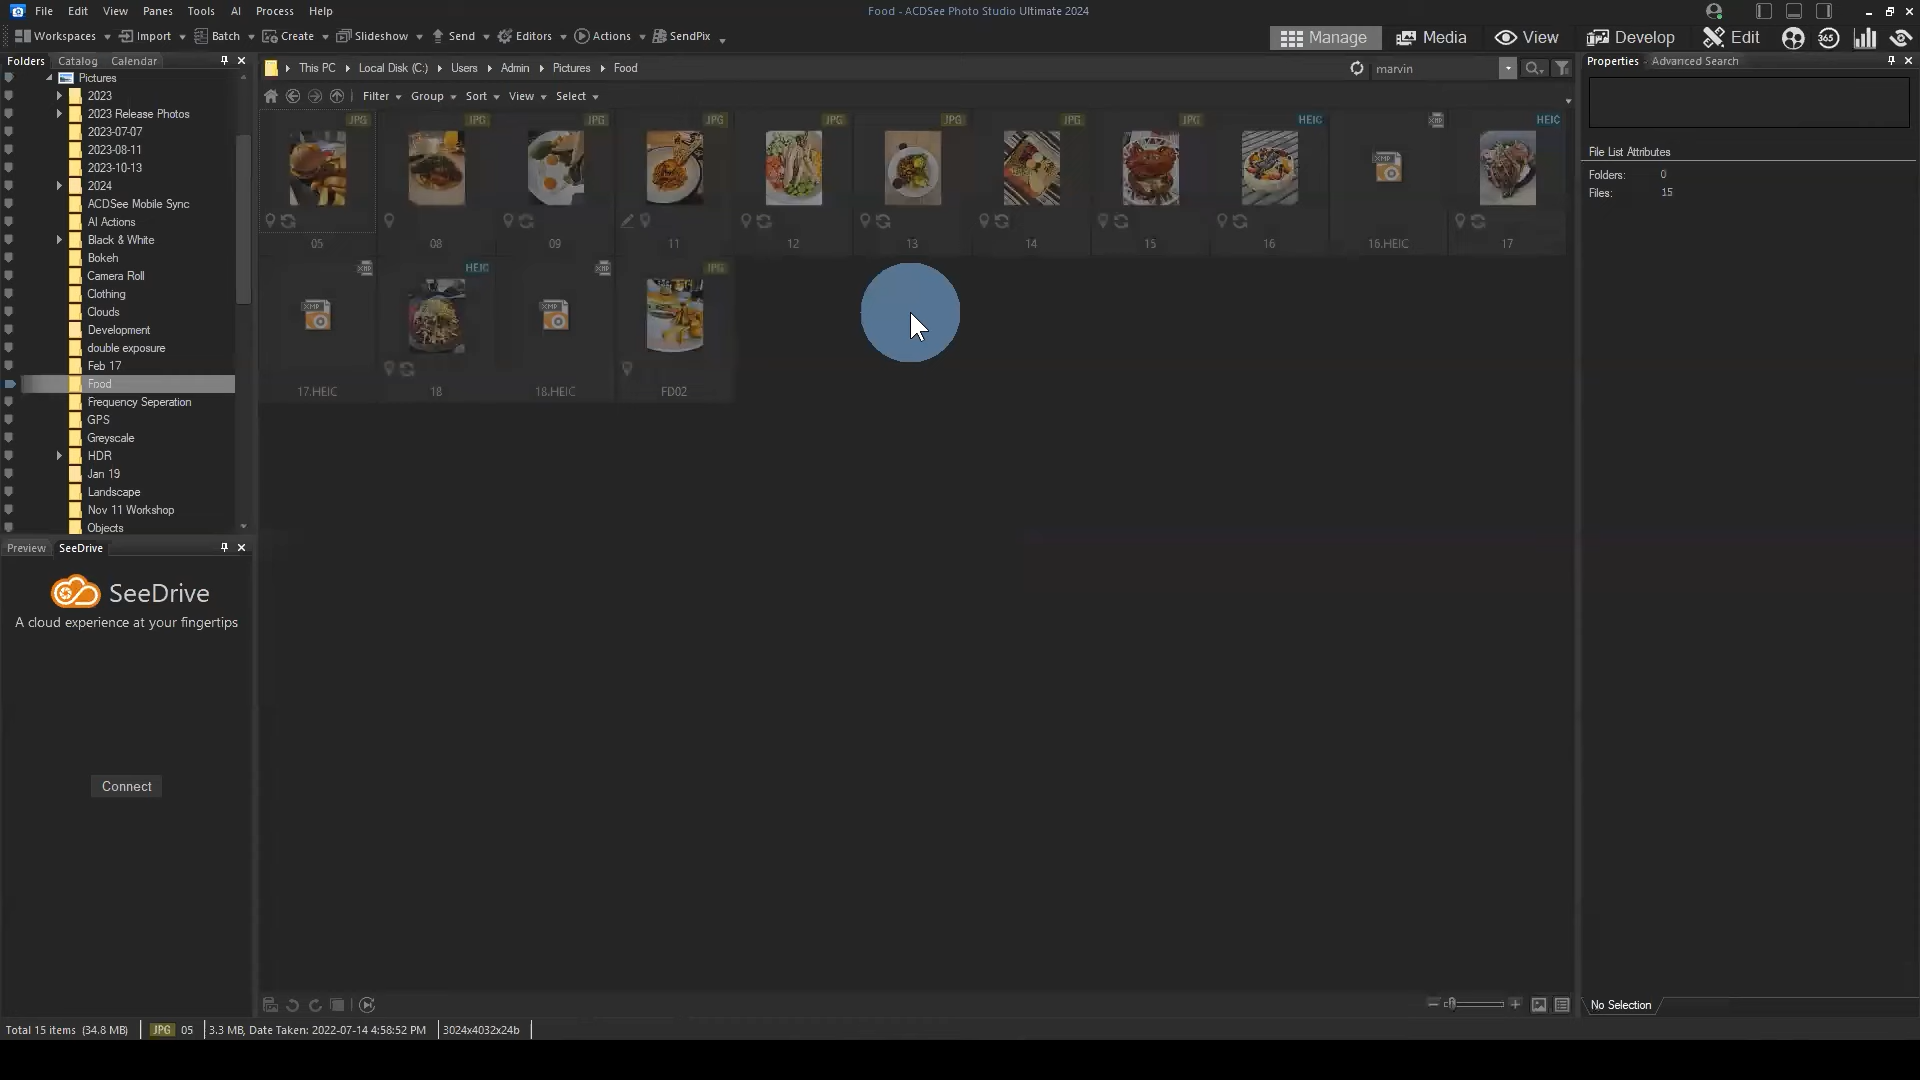 File Edit View Panes Tools AI Process Help
Food - ACDSee Photo Studio Ultimate 2024
Workspaces Import Batch Create Slideshow Send Editors Actions SendPix
Manage Media View Develop Edit 365
Folders Catalog Calendar
This PC Local Disk (C:) Users Admin Pictures Food
marvin
Properties Advanced Search
Filter Group Sort View Select
Pictures
2023
2023 Release Photos
2023-07-07
2023-08-11
2023-10-13
2024
ACDSee Mobile Sync
AI Actions
Black & White
Bokeh
Camera Roll
Clothing
Clouds
Development
double exposure
Feb 17
Food
Frequency Seperation
GPS
Greyscale
HDR
Jan 19
Landscape
Nov 11 Workshop
Objects
JPG JPG JPG JPG JPG JPG JPG JPG HEIC XMP HEIC
XMP
05 08 09 11 12 13 14 15 16 16.HEIC 17
XMP HEIC XMP JPG
XMP XMP
17.HEIC 18 18.HEIC FD02
File List Attributes
Folders: 0
Files: 15
Preview SeeDrive
SeeDrive
A cloud experience at your fingertips
Connect
No Selection
Total 15 items (34.8 MB) JPG 05 3.3 MB, Date Taken: 2022-07-14 4:58:52 PM 3024x4032x24b